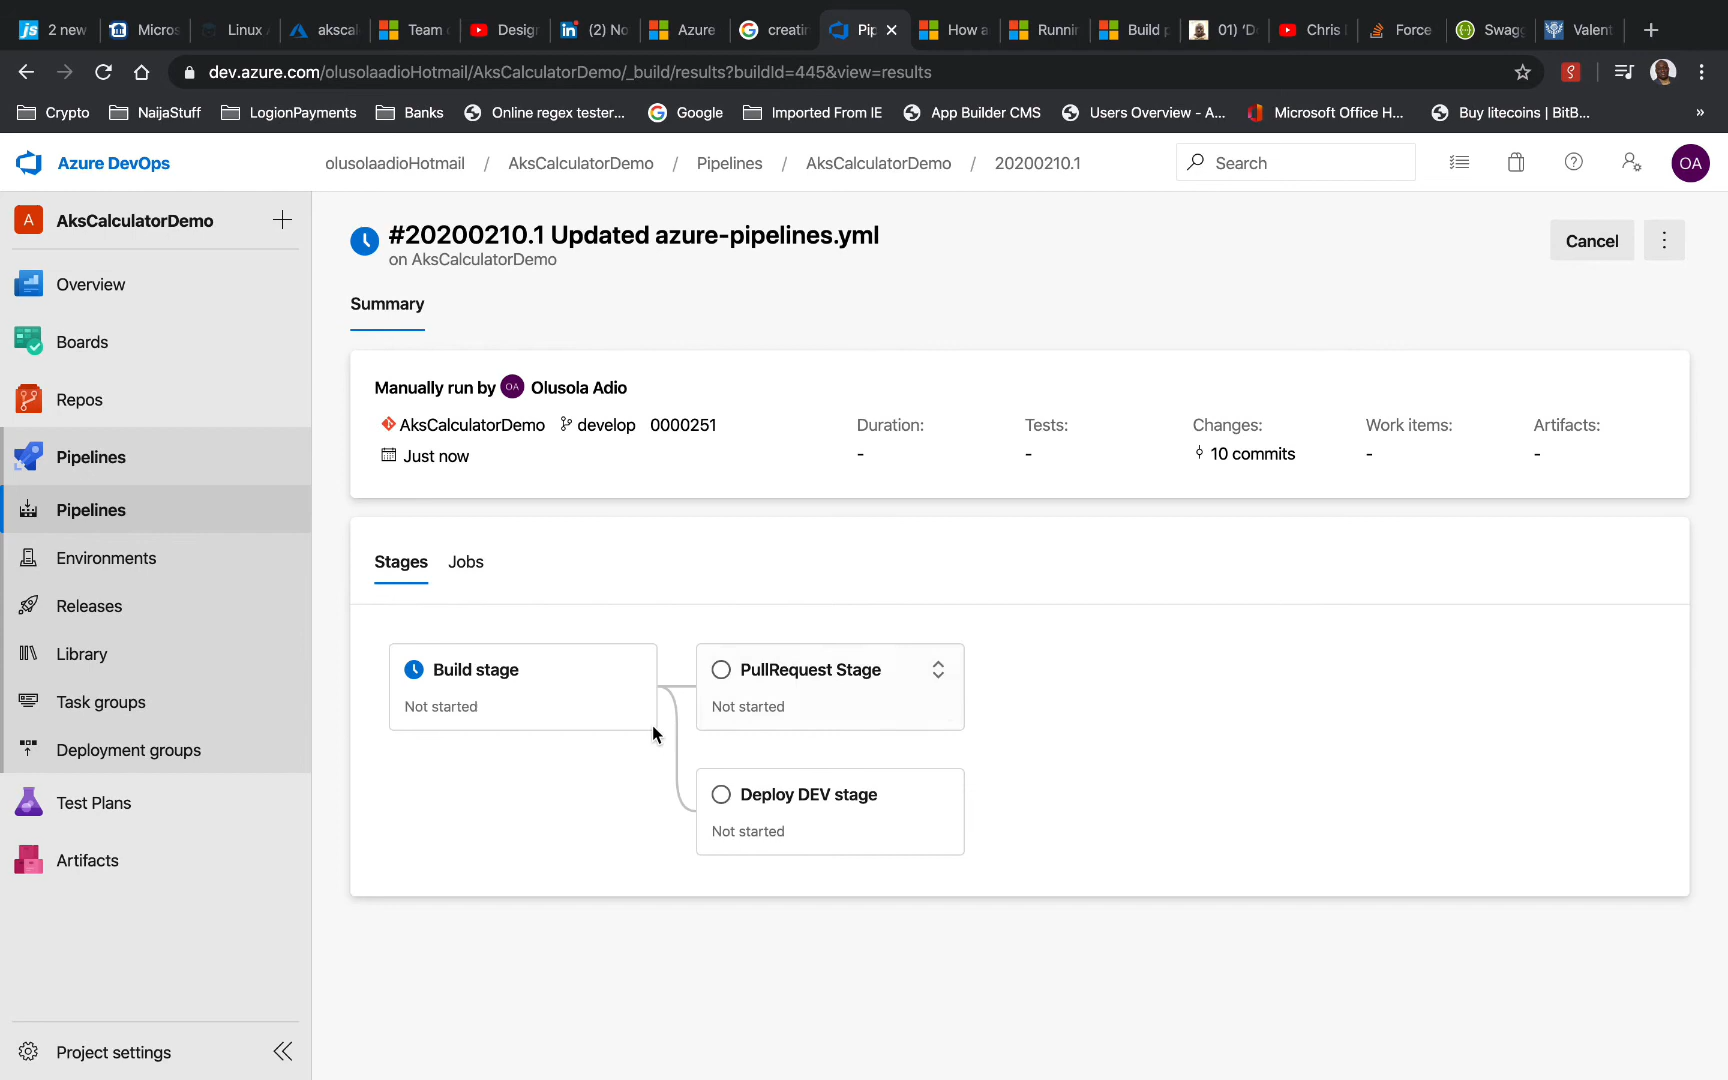 2 new
Micros
Linux
akscal
Team
Desig
(2) No
Azure
creatin
Pip
How a
Runnin
Build p
01) 'D
Chris
Force
Swagg
Valent
dev.azure.com/olusolaadioHotmail/AksCalculatorDemo/_build/results?buildId=445&view=results
Crypto
NaijaStuff
LogionPayments
Banks
Online regex tester...
Google
Imported From IE
App Builder CMS
Users Overview - A...
Microsoft Office H...
Buy litecoins | BitB...
»
Azure DevOps
olusolaadioHotmail / AksCalculatorDemo / Pipelines / AksCalculatorDemo / 20200210.1
Search
OA
A AksCalculatorDemo
Overview
Boards
Repos
Pipelines
Pipelines
Environments
Releases
Library
Task groups
Deployment groups
Test Plans
Artifacts
Project settings
#20200210.1 Updated azure-pipelines.yml
on AksCalculatorDemo
Cancel
Summary
Manually run by OA Olusola Adio
AksCalculatorDemo develop 0000251
Just now
Duration:
-
Tests:
-
Changes:
10 commits
Work items:
-
Artifacts:
-
Stages Jobs
Build stage
Not started
PullRequest Stage
Not started
Deploy DEV stage
Not started